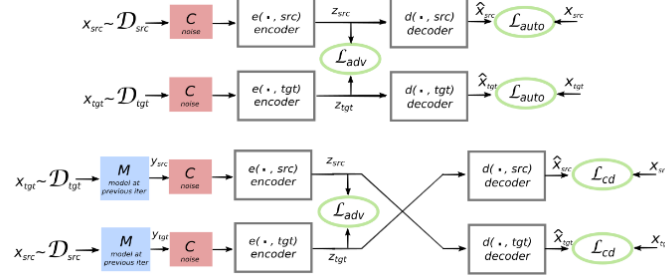 x_src ~ D_src C noise e(·, src) encoder z_src d(·, src) decoder x̂_src L_auto x_src
L_adv
x_tgt ~ D_tgt C noise e(·, tgt) encoder z_tgt d(·, tgt) decoder x̂_tgt L_auto x_tgt
x_tgt ~ D_tgt M model at previous iter y_src C noise e(·, src) encoder z_src d(·, src) decoder x̂_src L_cd
L_adv
x_src ~ D_src M model at previous iter y_tgt C noise e(·, tgt) encoder z_tgt d(·, tgt) decoder x̂_tgt L_cd